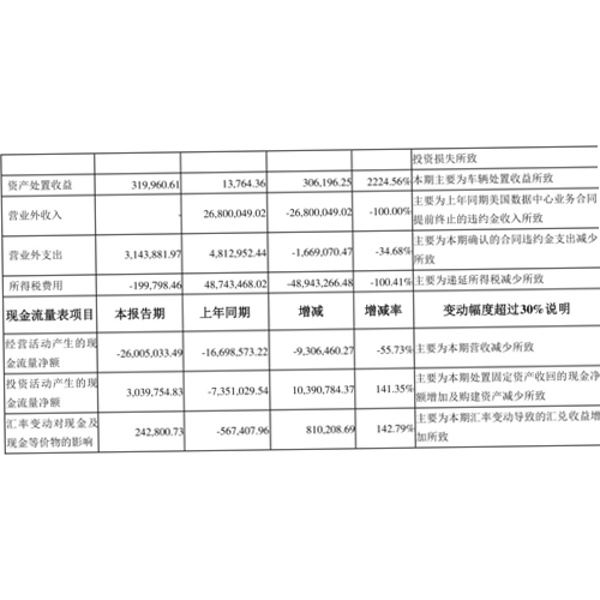 投资损失所致
资产处置收益 319,960.61 13,764.36 306,196.25 2224.56% 本期主要为车辆处置收益所致
营业外收入 - 26,800,049.02 -26,800,049.02 -100.00% 主要为上年同期美国数据中心业务合同
提前终止的违约金收入所致
营业外支出 3,143,881.97 4,812,952.44 -1,669,070.47 -34.68% 主要为本期确认的合同违约金支出减少
所致
所得税费用 -199,798.46 48,743,468.02 -48,943,266.48 -100.41% 主要为递延所得税减少所致
现金流量表项目 本报告期 上年同期 增减 增减率 变动幅度超过30%说明
经营活动产生的现
金流量净额 -26,005,033.49 -16,698,573.22 -9,306,460.27 -55.73% 主要为本期营收减少所致
投资活动产生的现
金流量净额 3,039,754.83 -7,351,029.54 10,390,784.37 141.35% 主要为本期处置固定资产收回的现金净
额增加及购建资产减少所致
汇率变动对现金及
现金等价物的影响 242,800.73 -567,407.96 810,208.69 142.79% 主要为本期汇率变动导致的汇兑收益增
加所致